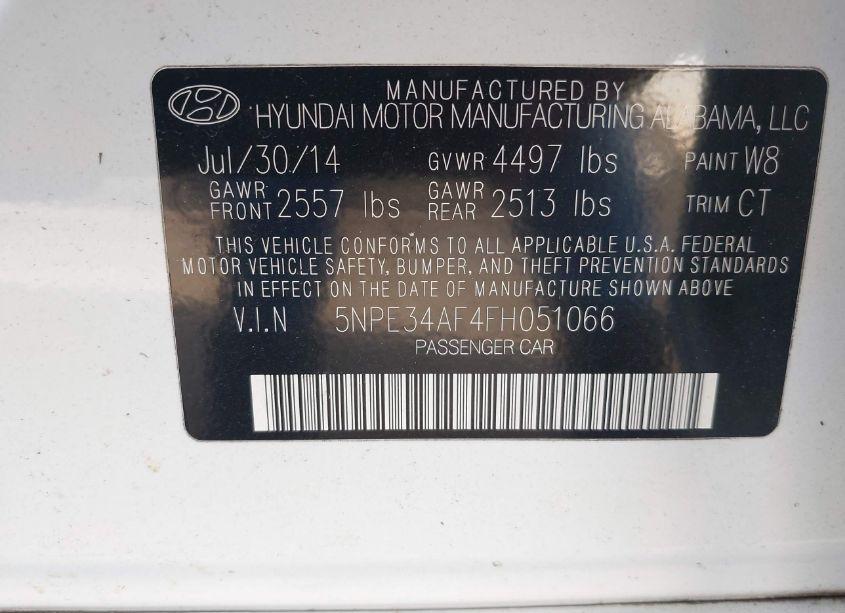 MANUFACTURED BY
HYUNDAI MOTOR MANUFACTURING ALABAMA, LLC
Jul/30/14 GVWR 4497 lbs PAINT W8
GAWR FRONT 2557 lbs GAWR REAR 2513 lbs TRIM CT
THIS VEHICLE CONFORMS TO ALL APPLICABLE U.S.A. FEDERAL
MOTOR VEHICLE SAFETY, BUMPER, AND THEFT PREVENTION STANDARDS
IN EFFECT ON THE DATE OF MANUFACTURE SHOWN ABOVE
V.I.N 5NPE34AF4FH051066
PASSENGER CAR